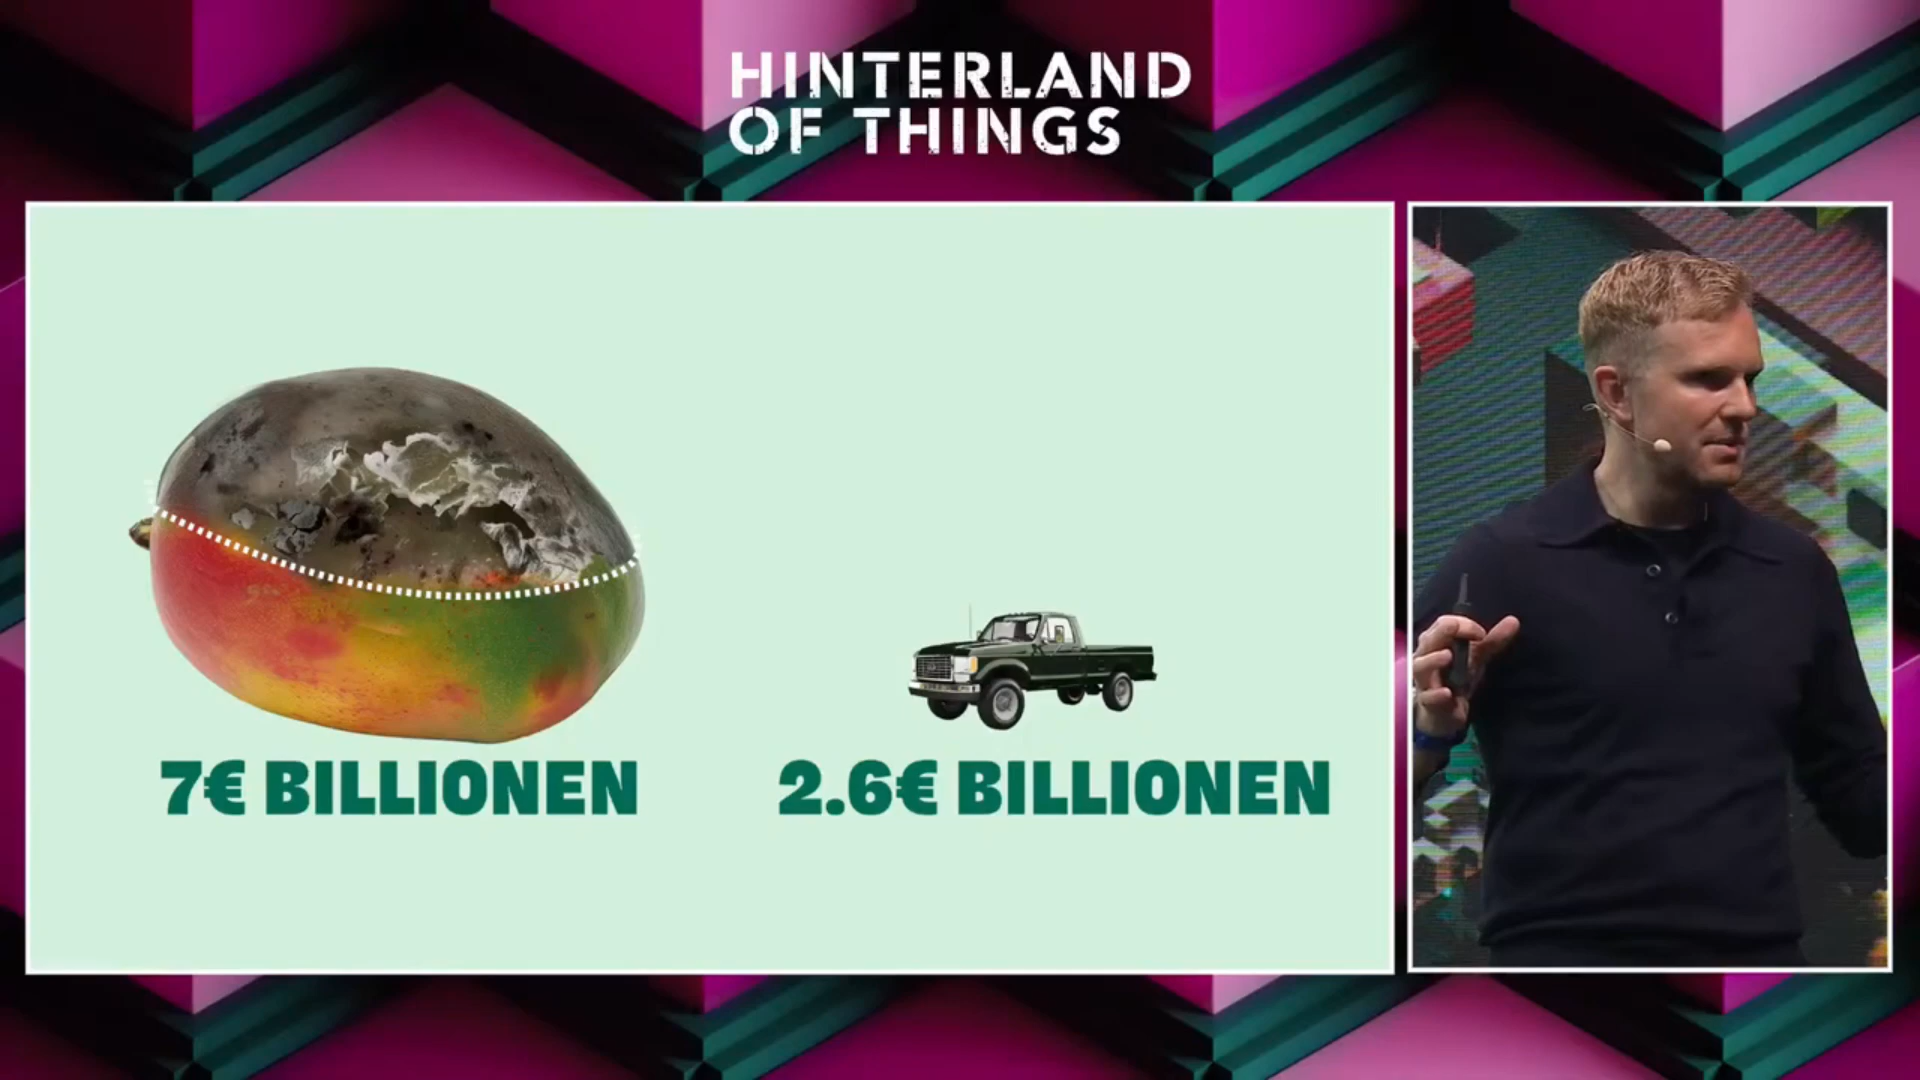 HINTERLAND
OF THINGS
7€ BILLIONEN
2.6€ BILLIONEN